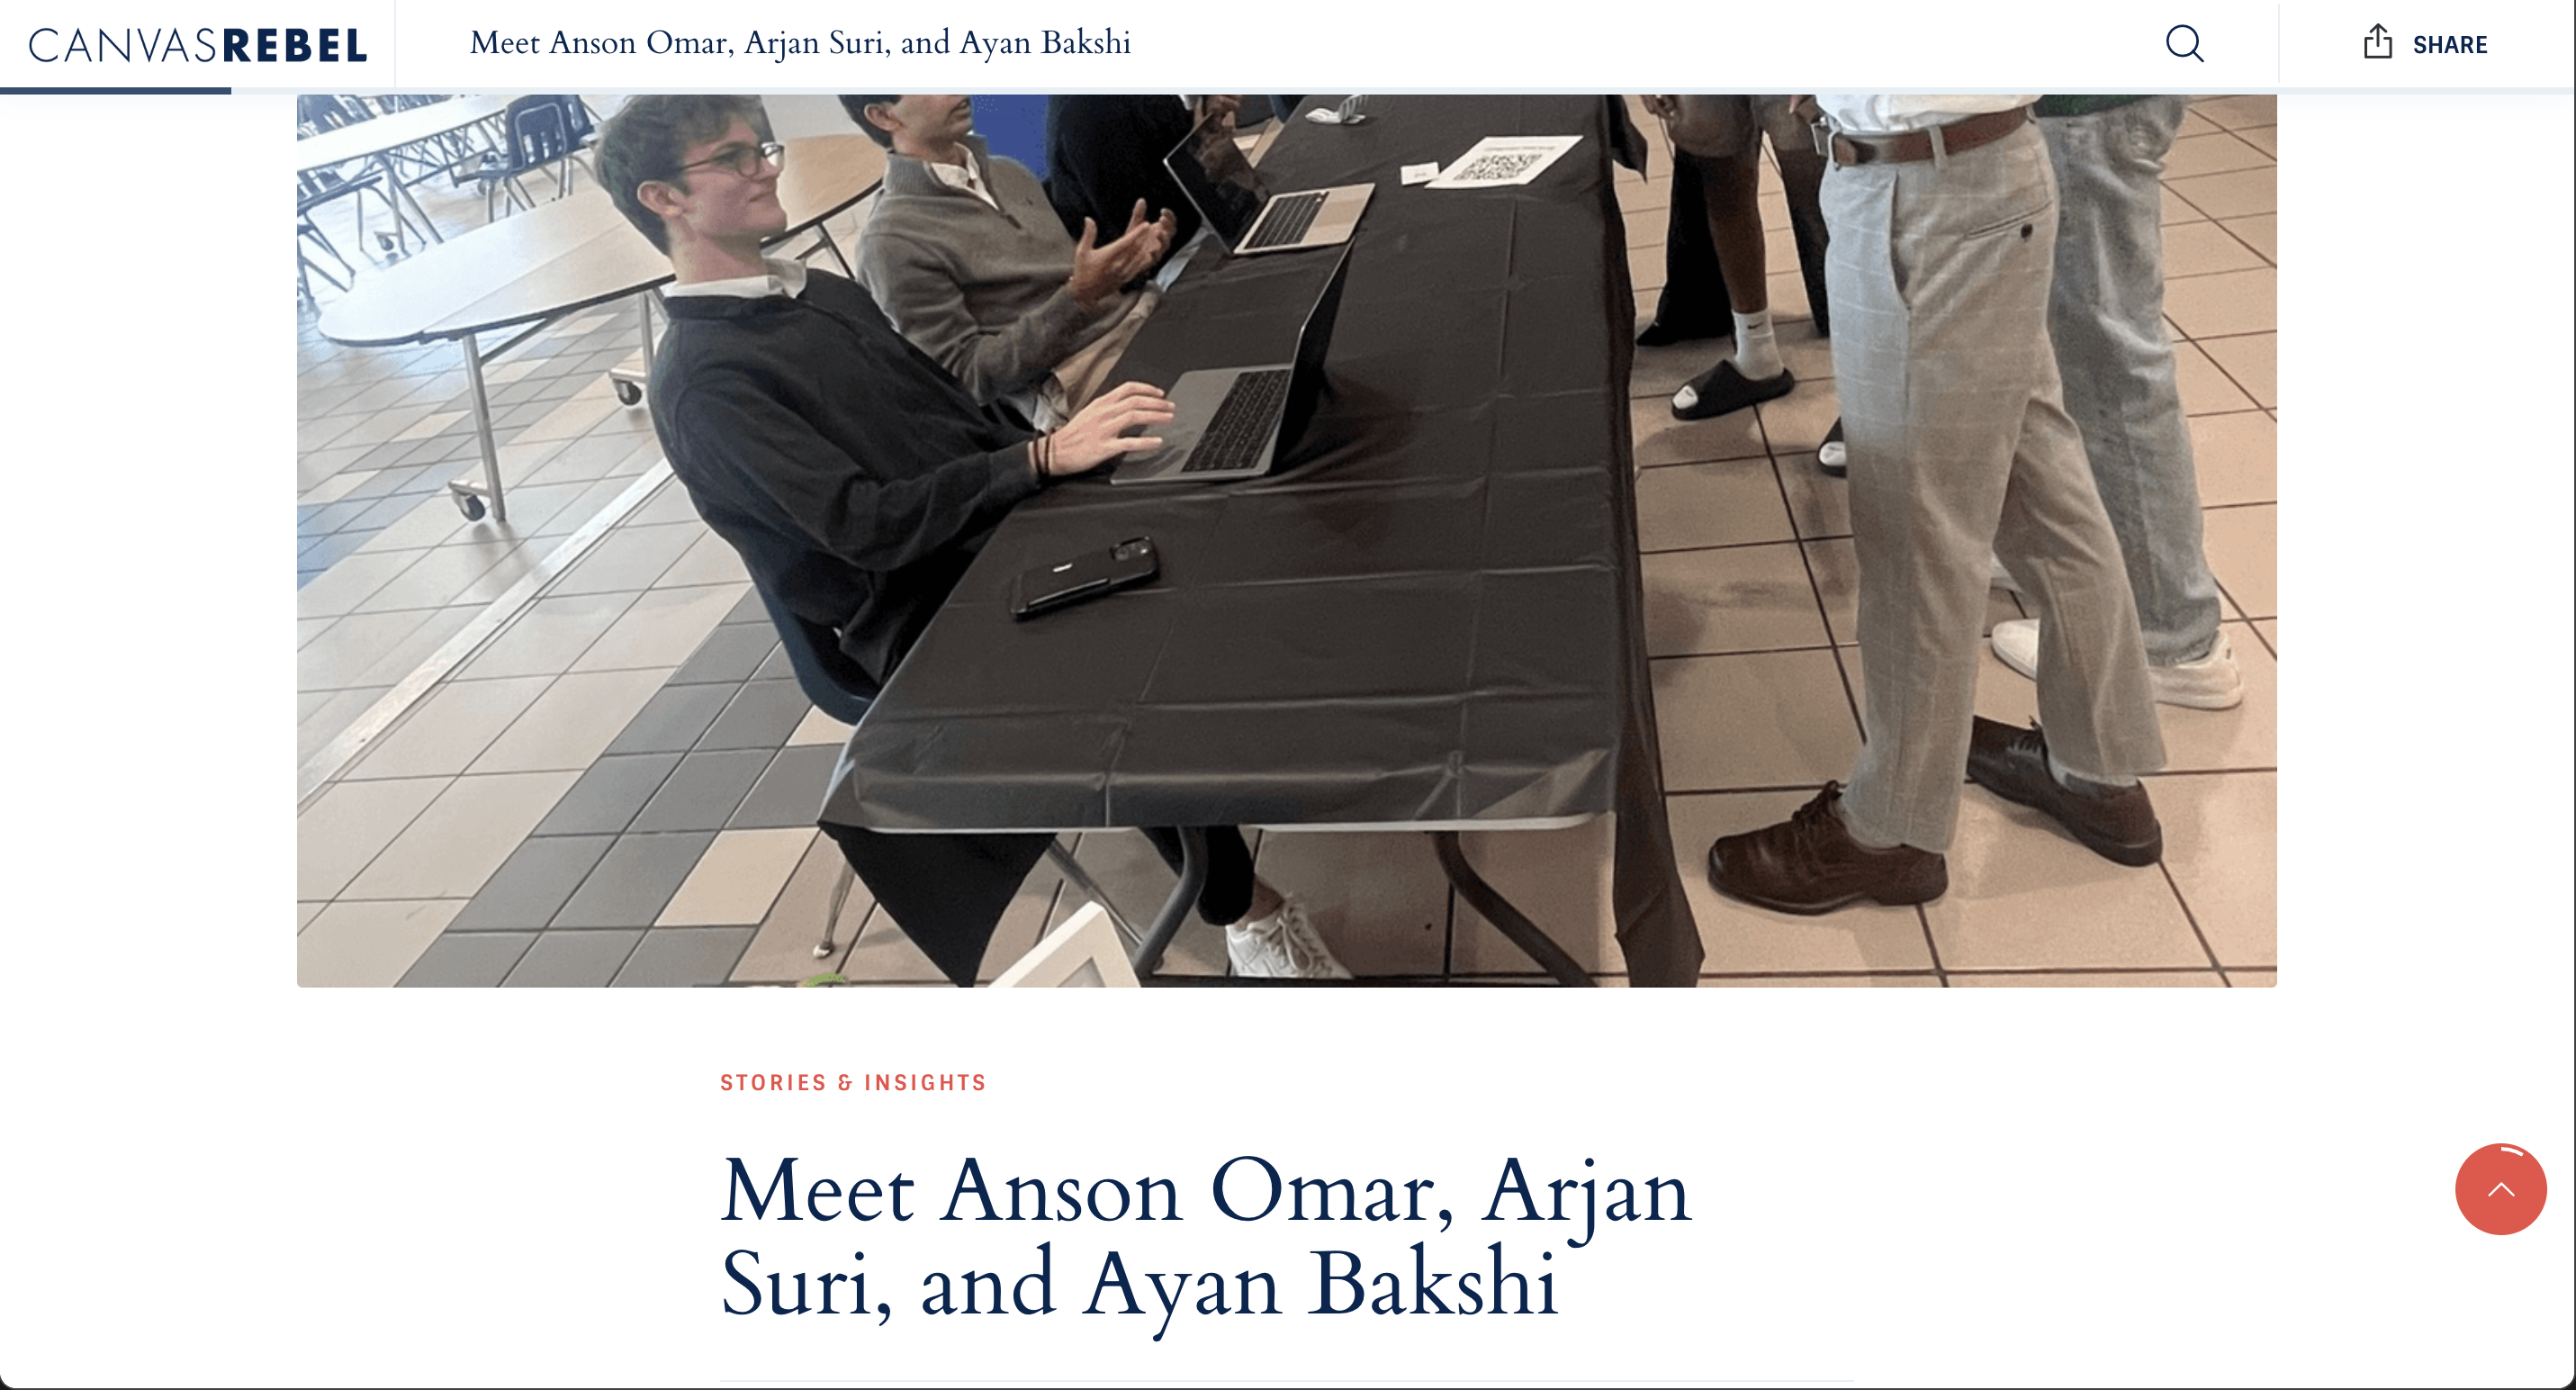 CANVASREBEL
Meet Anson Omar, Arjan Suri, and Ayan Bakshi
SHARE
STORIES & INSIGHTS
Meet Anson Omar, Arjan
Suri, and Ayan Bakshi